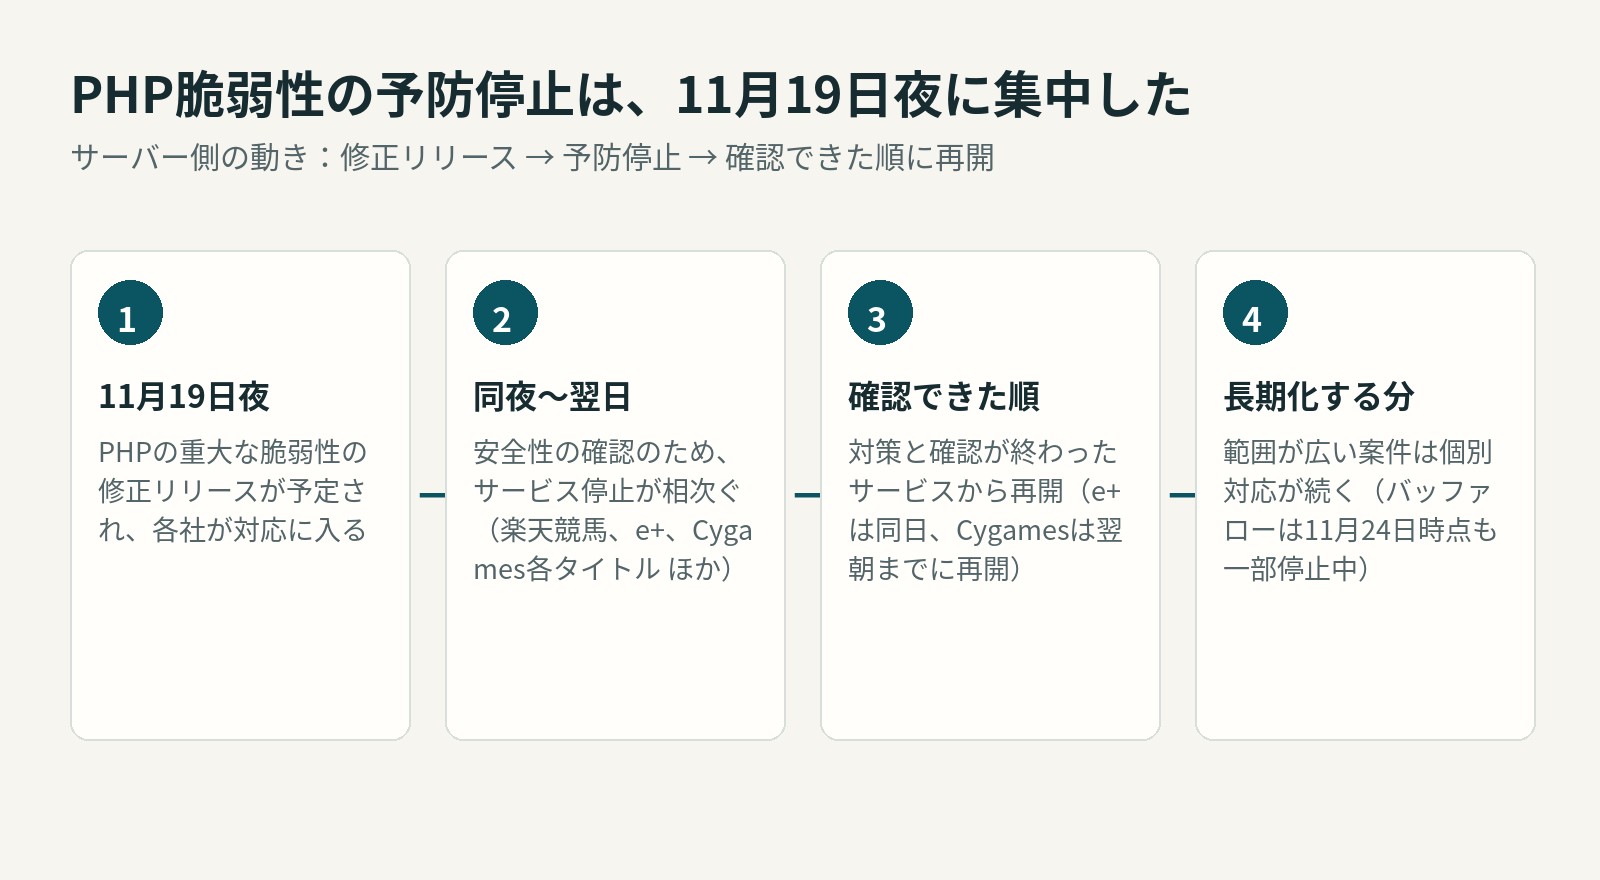 PHP脆弱性の予防停止は、11月19日夜に集中した
サーバー側の動き：修正リリース → 予防停止 → 確認できた順に再開
1
11月19日夜
PHPの重大な脆弱性の
修正リリースが予定さ
れ、各社が対応に入る
2
同夜〜翌日
安全性の確認のため、
サービス停止が相次ぐ
（楽天競馬、e+、Cyga
mes各タイトル ほか）
3
確認できた順
対策と確認が終わった
サービスから再開（e+
は同日、Cygamesは翌
朝までに再開）
4
長期化する分
範囲が広い案件は個別
対応が続く（バッファ
ローは11月24日時点も
一部停止中）